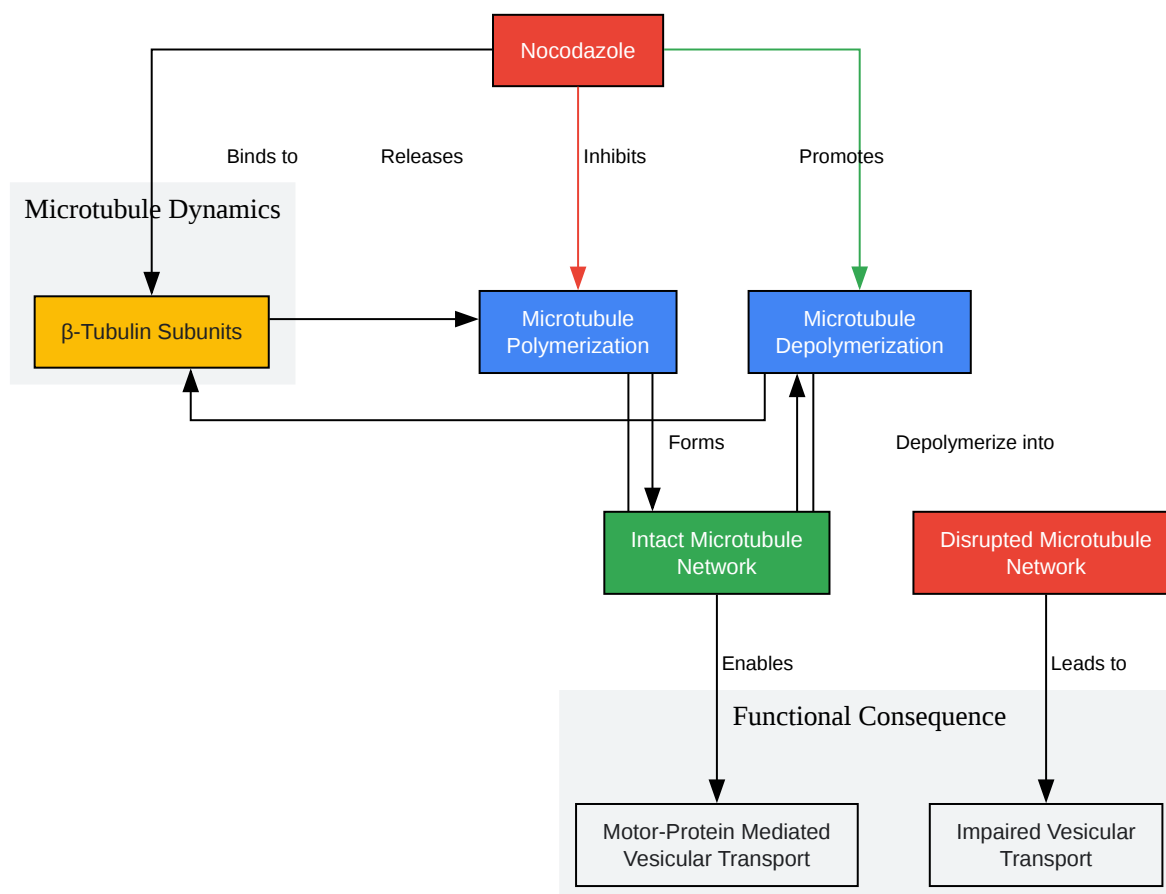 Nocodazole
Binds to
Releases
Inhibits
Promotes
Microtubule Dynamics
β-Tubulin Subunits
Microtubule
Polymerization
Microtubule
Depolymerization
Forms
Depolymerize into
Intact Microtubule
Network
Disrupted Microtubule
Network
Enables
Leads to
Functional Consequence
Motor-Protein Mediated
Vesicular Transport
Impaired Vesicular
Transport